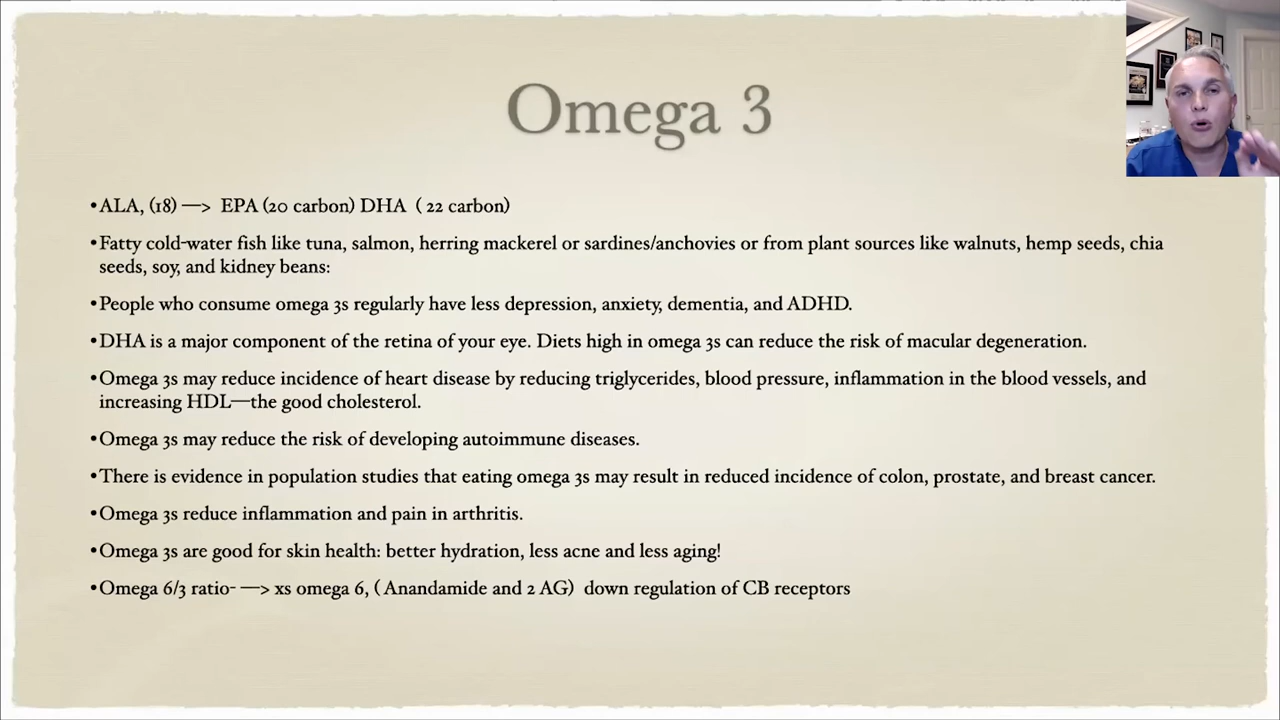 Omega 3
•ALA, (18) —> EPA (20 carbon) DHA ( 22 carbon)
•Fatty cold-water fish like tuna, salmon, herring mackerel or sardines/anchovies or from plant sources like walnuts, hemp seeds, chia
seeds, soy, and kidney beans:
•People who consume omega 3s regularly have less depression, anxiety, dementia, and ADHD.
•DHA is a major component of the retina of your eye. Diets high in omega 3s can reduce the risk of macular degeneration.
•Omega 3s may reduce incidence of heart disease by reducing triglycerides, blood pressure, inflammation in the blood vessels, and
increasing HDL—the good cholesterol.
•Omega 3s may reduce the risk of developing autoimmune diseases.
•There is evidence in population studies that eating omega 3s may result in reduced incidence of colon, prostate, and breast cancer.
•Omega 3s reduce inflammation and pain in arthritis.
•Omega 3s are good for skin health: better hydration, less acne and less aging!
•Omega 6/3 ratio- —> xs omega 6, ( Anandamide and 2 AG) down regulation of CB receptors